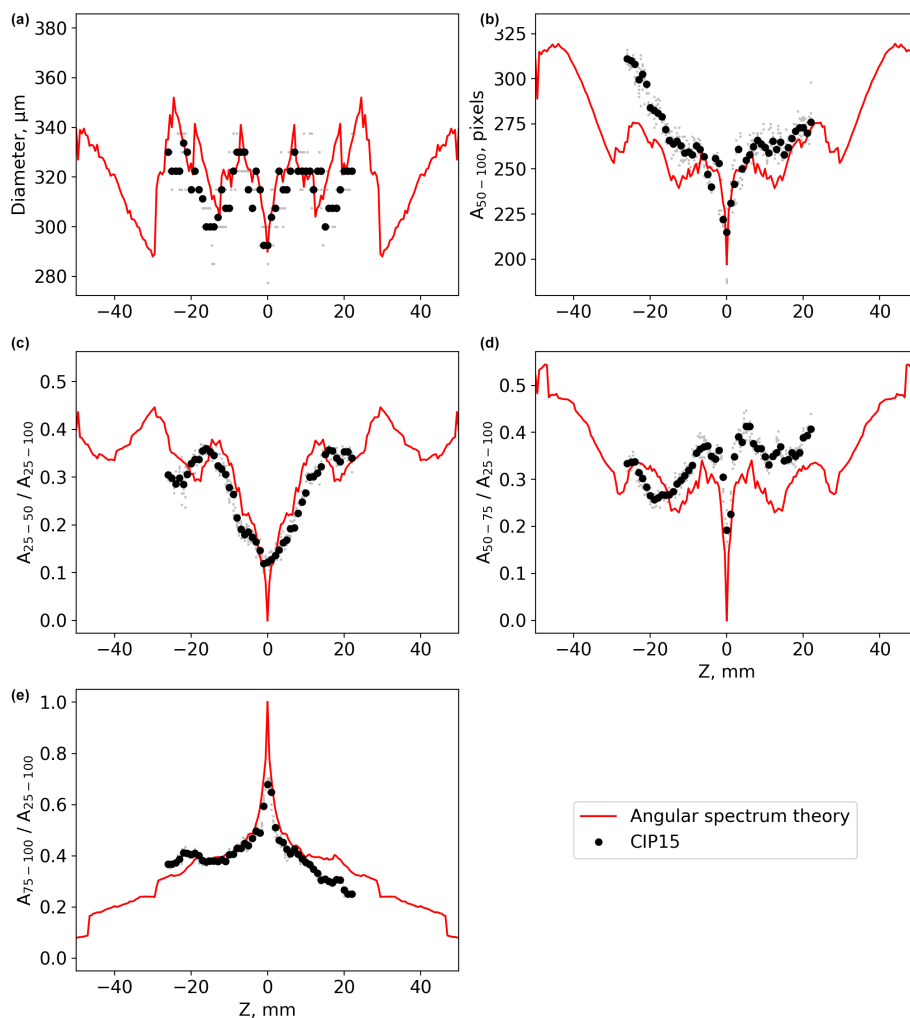 (a)
380
360
340
320
300
280
Diameter, μm
−40 −20 0 20 40
(b)
325
300
275
250
225
200
A50−100, pixels
−40 −20 0 20 40
(c)
0.5
0.4
0.3
0.2
0.1
0.0
A25−50 / A25−100
−40 −20 0 20 40
(d)
0.5
0.4
0.3
0.2
0.1
0.0
A50−75 / A25−100
−40 −20 0 20 40
Z, mm
(e)
1.0
0.8
0.6
0.4
0.2
0.0
A75−100 / A25−100
−40 −20 0 20 40
Z, mm
Angular spectrum theory
CIP15